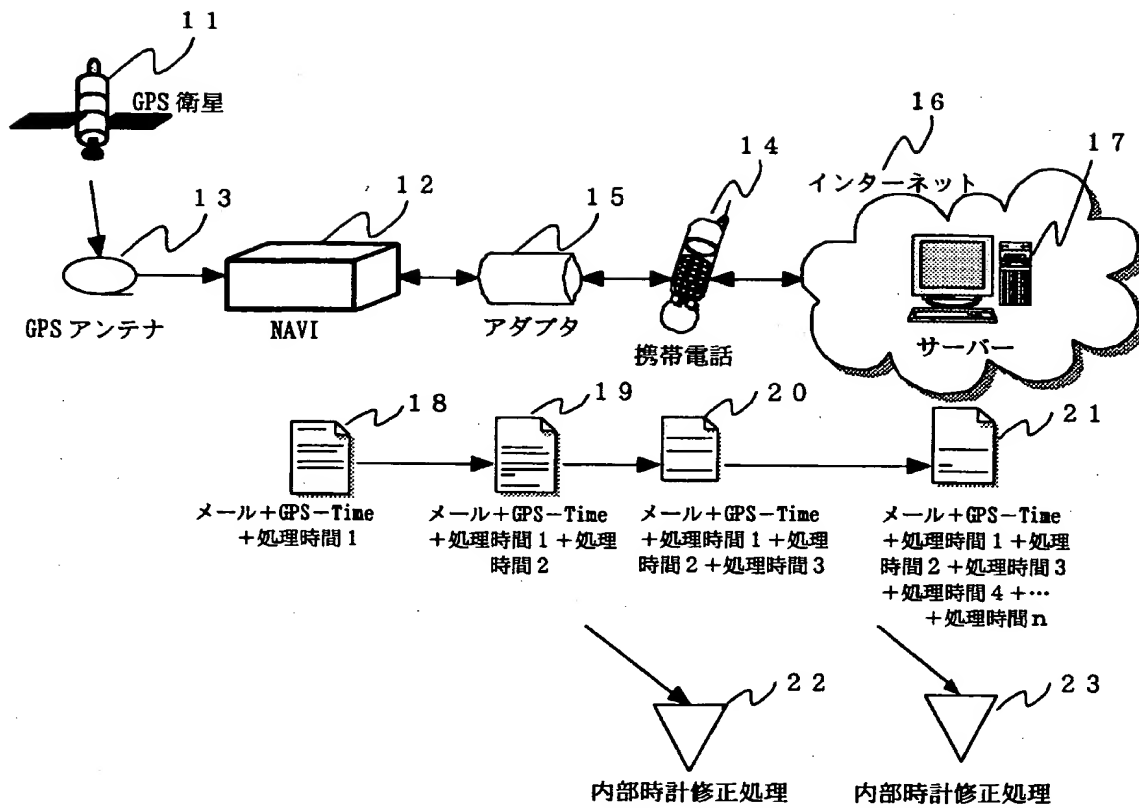 11
GPS衛星
13
GPSアンテナ
12
NAVI
15
アダプタ
14
携帯電話
16
インターネット
17
サーバー
18
メール+GPS-Time
+処理時間1
19
メール+GPS-Time
+処理時間1+処理
時間2
20
メール+GPS-Time
+処理時間1+処理
時間2+処理時間3
21
メール+GPS-Time
+処理時間1+処理
時間2+処理時間3
+処理時間4+…
+処理時間n
22
内部時計修正処理
23
内部時計修正処理